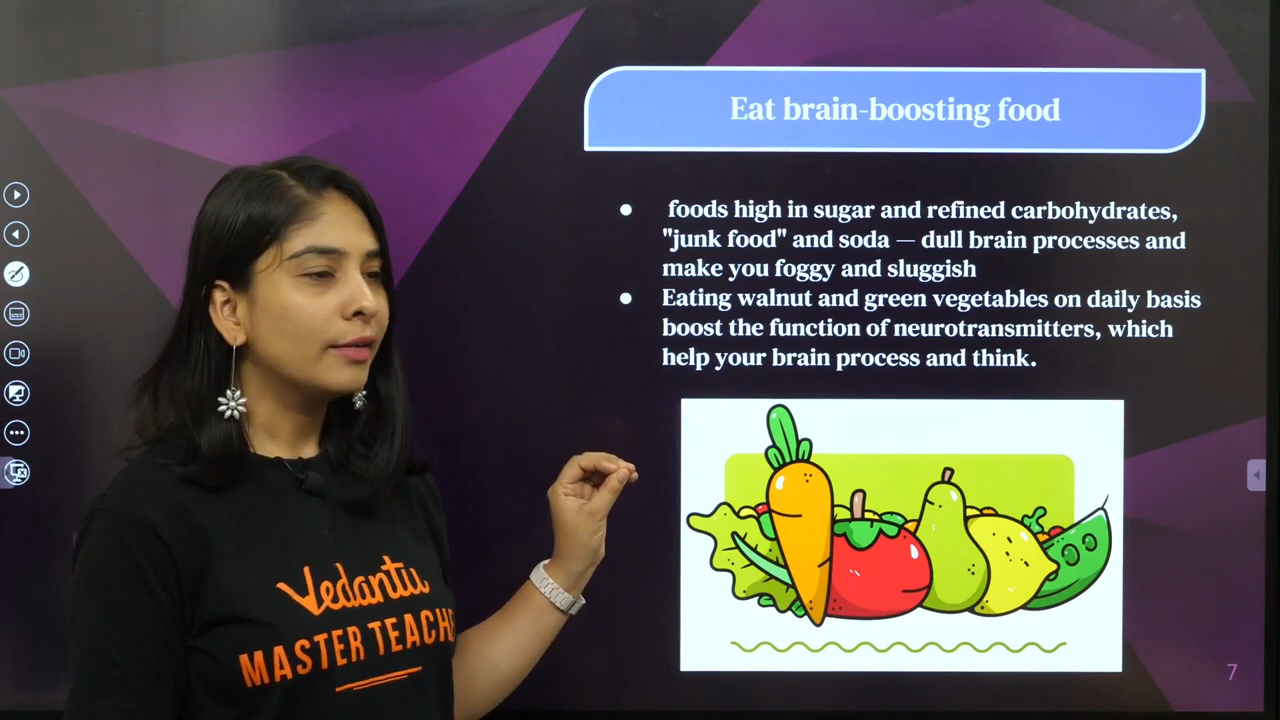 Eat brain-boosting food
● foods high in sugar and refined carbohydrates,
"junk food" and soda — dull brain processes and
make you foggy and sluggish
● Eating walnut and green vegetables on daily basis
boost the function of neurotransmitters, which
help your brain process and think.
Vedantu
MASTER TEACHE
7